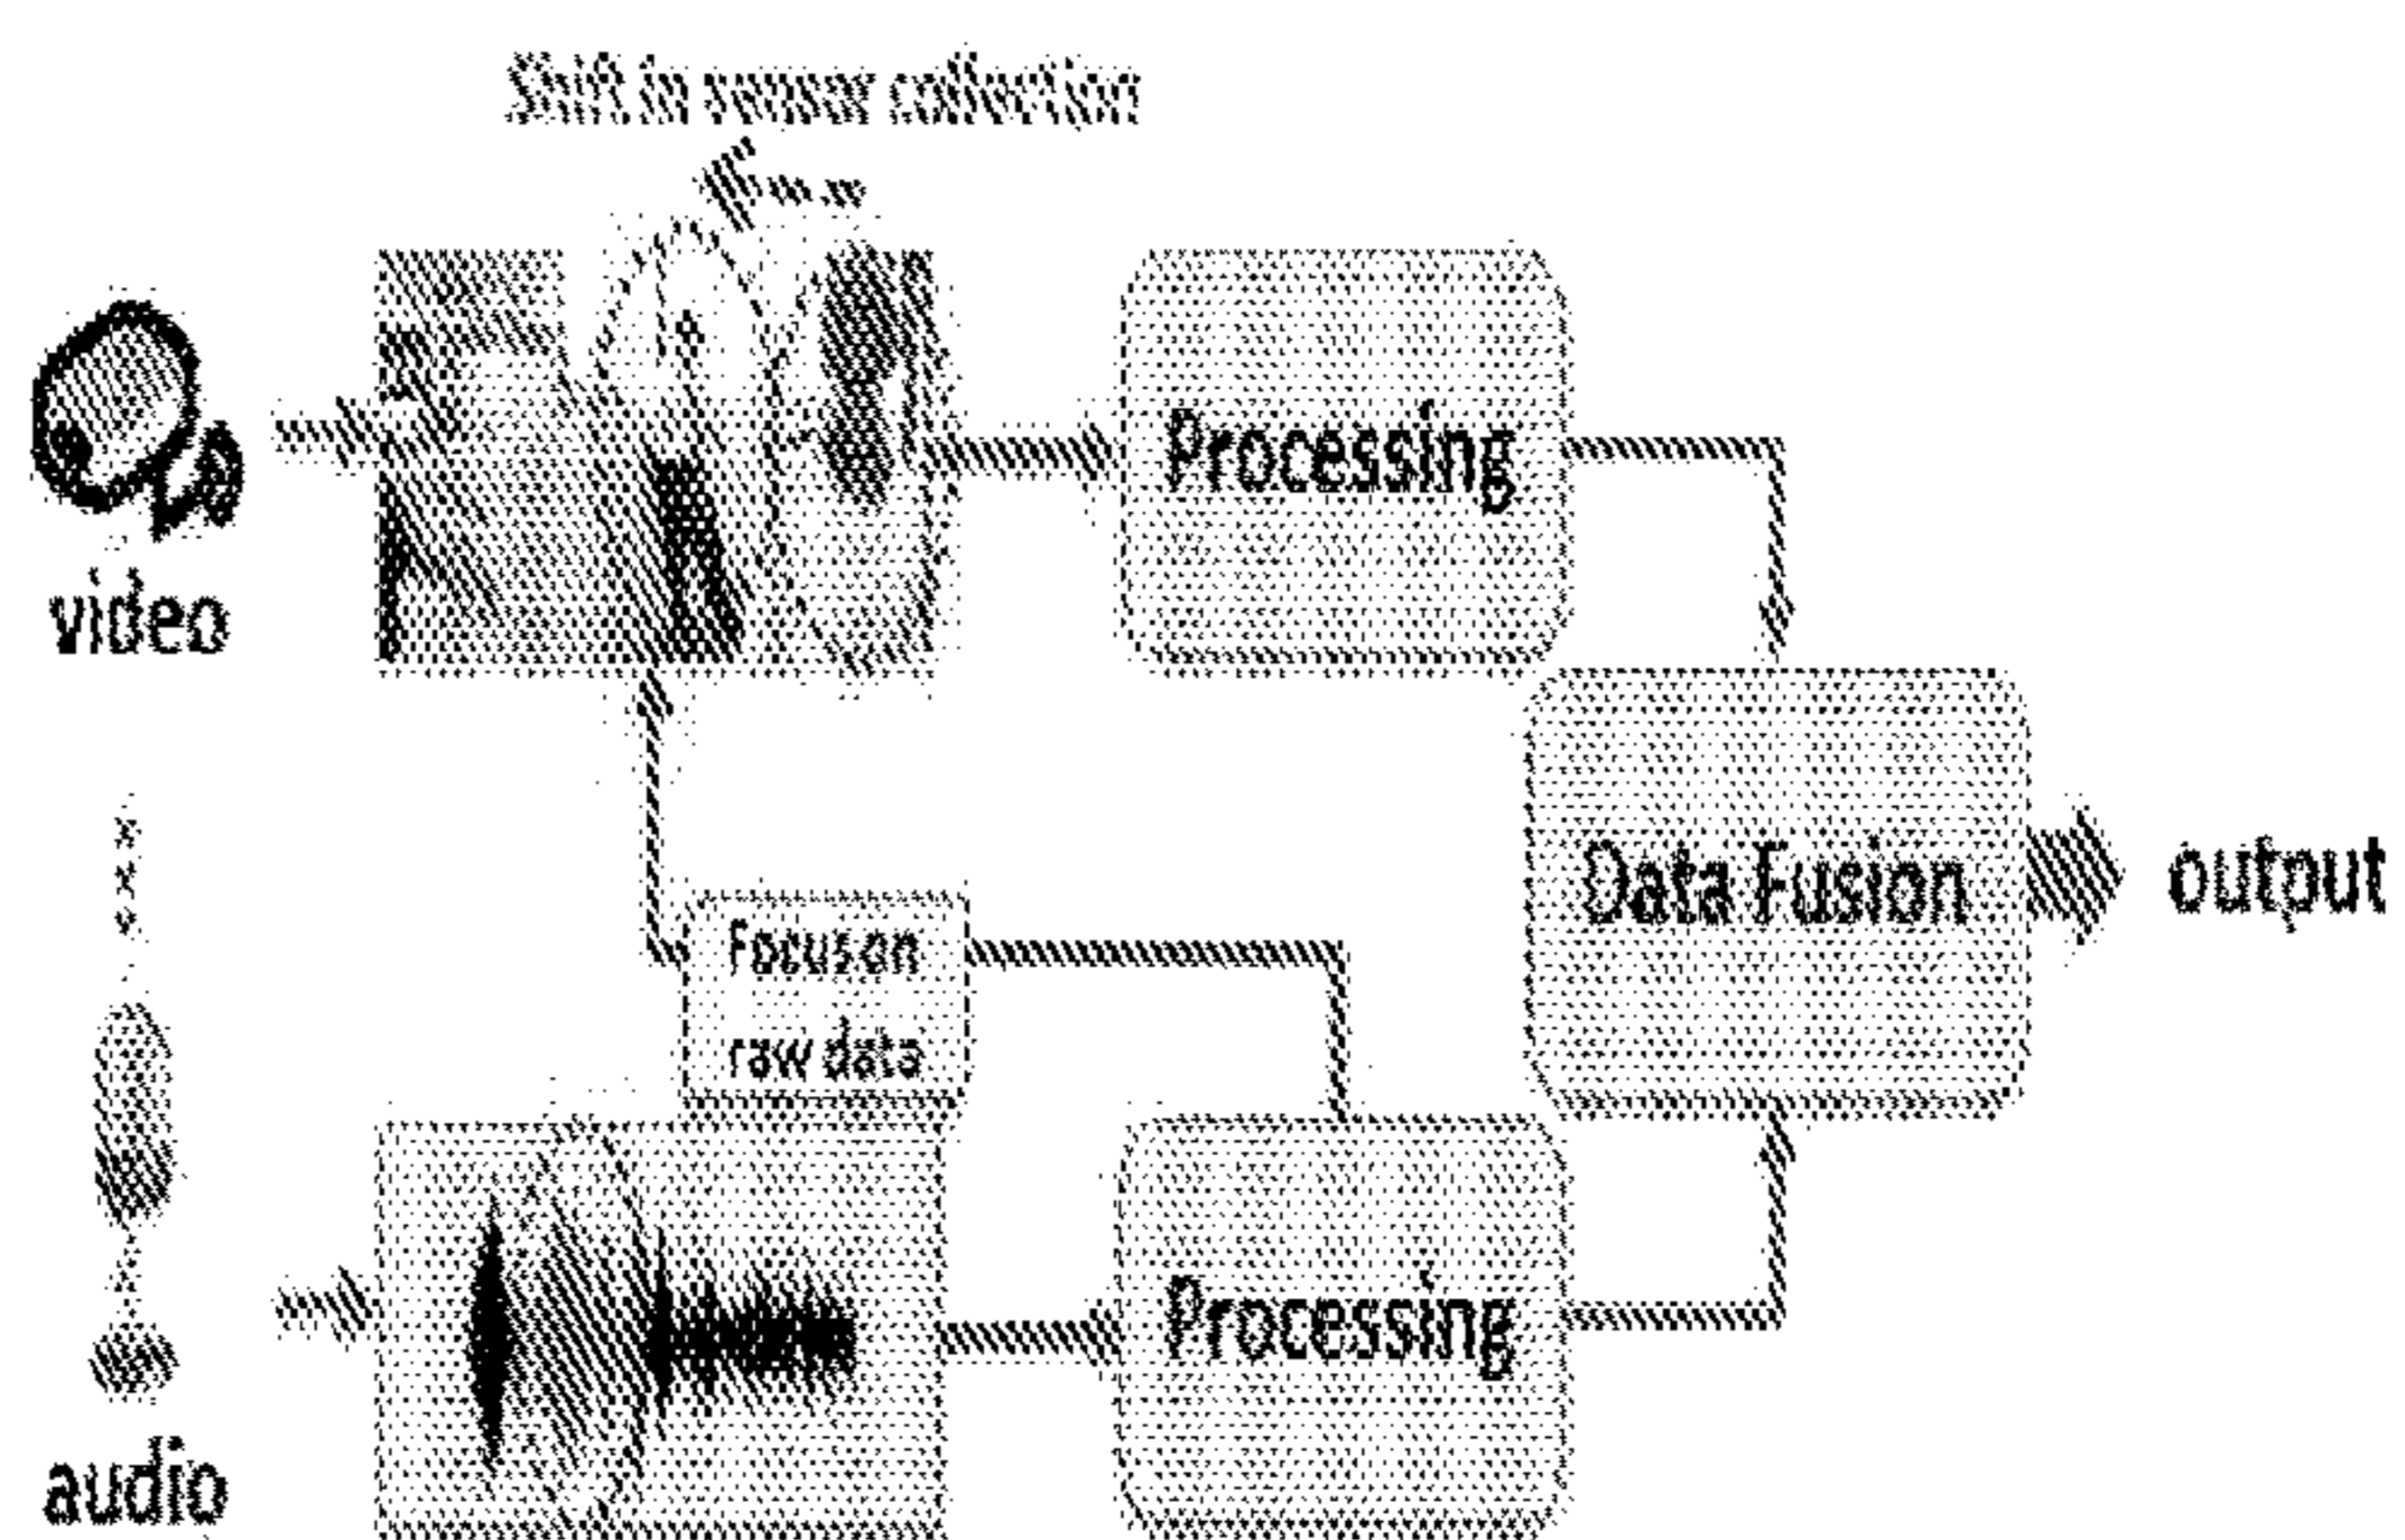 Shift in sensor collection
Processing
video
Data Fusion
output
Focus on
raw data
Processing
audio